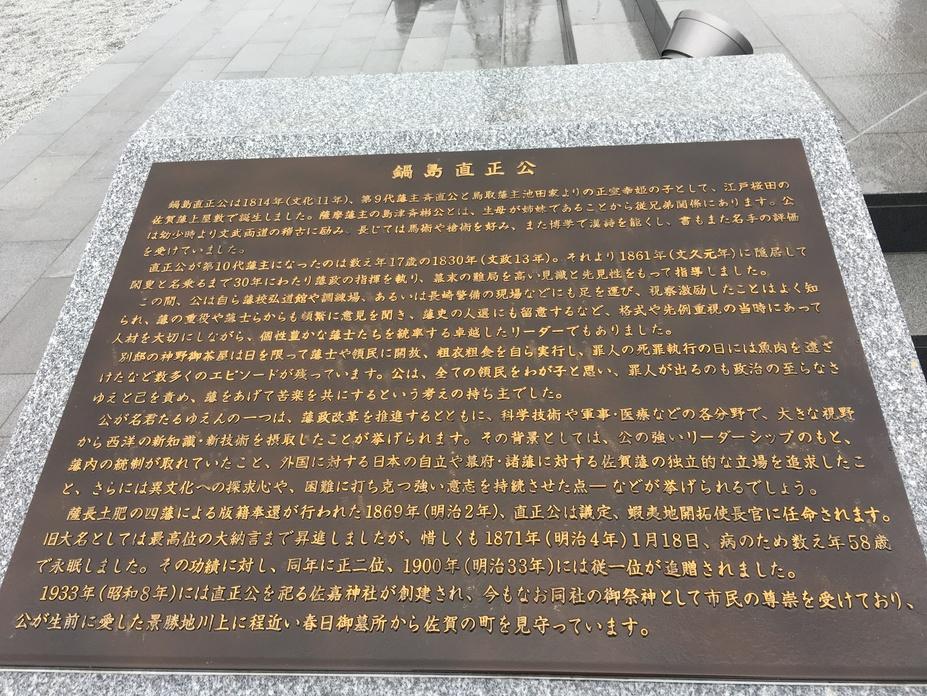 鍋島直正公
鍋島直正公は1814年(文化11年)、第9代藩主斉直公と鳥取藩主池田家よりの正室幸姫の子として、江戸桜田の
佐賀藩上屋敷で誕生しました。薩摩藩主の島津斉彬公とは、生母が姉妹であることから従兄弟関係にあります。公
は幼少時より文武両道の稽古に励み、長じては馬術や槍術を好み、また博学で漢詩を能くし、書もまた名手の評価
を受けていました。
直正公が第10代藩主になったのは数え年17歳の1830年(文政13年)。それより1861年(文久元年)に隠居して
閑叟と名乗るまで30年にわたり藩政の指揮を執り、幕末の難局を高い見識と先見性をもって指導しました。
この間、公は自ら藩校弘道館や調練場、あるいは長崎警備の現場などにも足を運び、視察激励したことはよく知
られ、藩の重役や藩士らからも頻繁に意見を聞き、藩吏の人選にも留意するなど、格式や先例重視の当時にあって
人材を大切にしながら、個性豊かな藩士たちを統率する卓越したリーダーでもありました。
別邸の神野御茶屋は日を限って藩士や領民に開放、粗衣粗食を自ら実行し、罪人の死罪執行の日には魚肉を遠ざ
けたなど数多くのエピソードが残っています。公は、全ての領民をわが子と思い、罪人が出るのも政治の至らなさ
ゆえと己を責め、藩をあげて苦楽を共にするという考えの持ち主でした。
公が名君たるゆえんの一つは、藩政改革を推進するとともに、科学技術や軍事・医療などの各分野で、大きな視野
から西洋の新知識・新技術を摂取したことが挙げられます。その背景としては、公の強いリーダーシップのもと、
藩内の統制が取れていたこと、外国に対する日本の自立や幕府・諸藩に対する佐賀藩の独立的な立場を追求したこ
と、さらには異文化への探求心や、困難に打ち克つ強い意志を持続させた点―などが挙げられるでしょう。
薩長土肥の四藩による版籍奉還が行われた1869年(明治2年)、直正公は議定、蝦夷地開拓使長官に任命されます。
旧大名としては最高位の大納言まで昇進しましたが、惜しくも1871年(明治4年)1月18日、病のため数え年58歳
で永眠しました。その功績に対し、同年に正二位、1900年(明治33年)には従一位が追贈されました。
1933年(昭和8年)には直正公を祀る佐嘉神社が創建され、今もなお同社の御祭神として市民の尊崇を受けており、
公が生前に愛した景勝地川上に程近い春日御墓所から佐賀の町を見守っています。